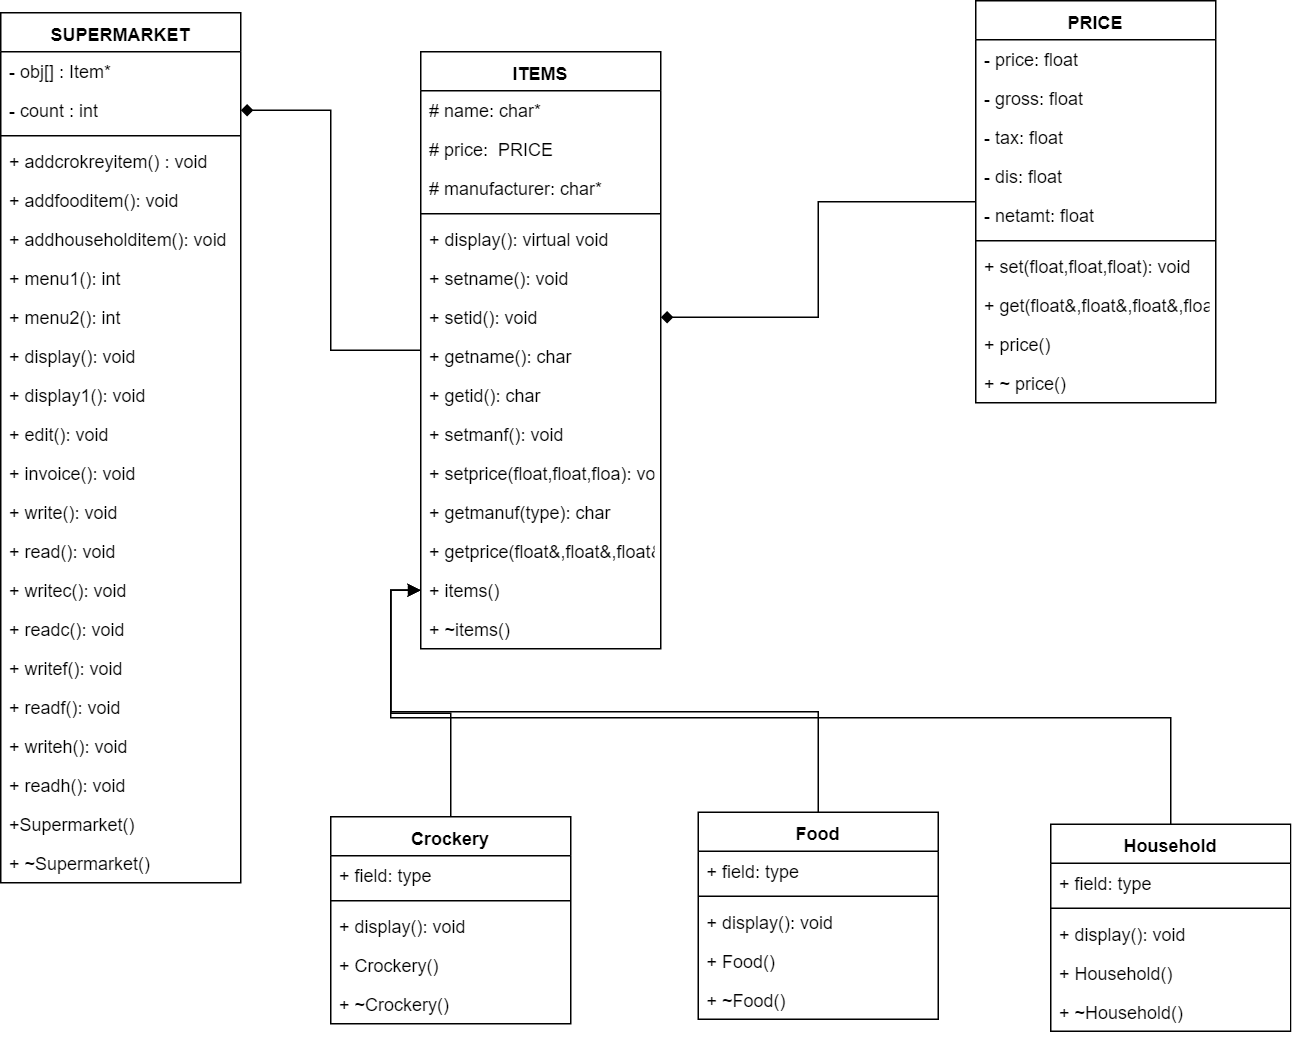 SUPERMARKET
- obj[] : Item*
- count : int
+ addcrokreyitem() : void
+ addfooditem(): void
+ addhouseholditem(): void
+ menu1(): int
+ menu2(): int
+ display(): void
+ display1(): void
+ edit(): void
+ invoice(): void
+ write(): void
+ read(): void
+ writec(): void
+ readc(): void
+ writef(): void
+ readf(): void
+ writeh(): void
+ readh(): void
+Supermarket()
+ ~Supermarket()
ITEMS
# name: char*
# price: PRICE
# manufacturer: char*
+ display(): virtual void
+ setname(): void
+ setid(): void
+ getname(): char
+ getid(): char
+ setmanf(): void
+ setprice(float,float,floa): vo
+ getmanuf(type): char
+ getprice(float&,float&,float&
+ items()
+ ~items()
PRICE
- price: float
- gross: float
- tax: float
- dis: float
- netamt: float
+ set(float,float,float): void
+ get(float&,float&,float&,floa
+ price()
+ ~ price()
Crockery
+ field: type
+ display(): void
+ Crockery()
+ ~Crockery()
Food
+ field: type
+ display(): void
+ Food()
+ ~Food()
Household
+ field: type
+ display(): void
+ Household()
+ ~Household()